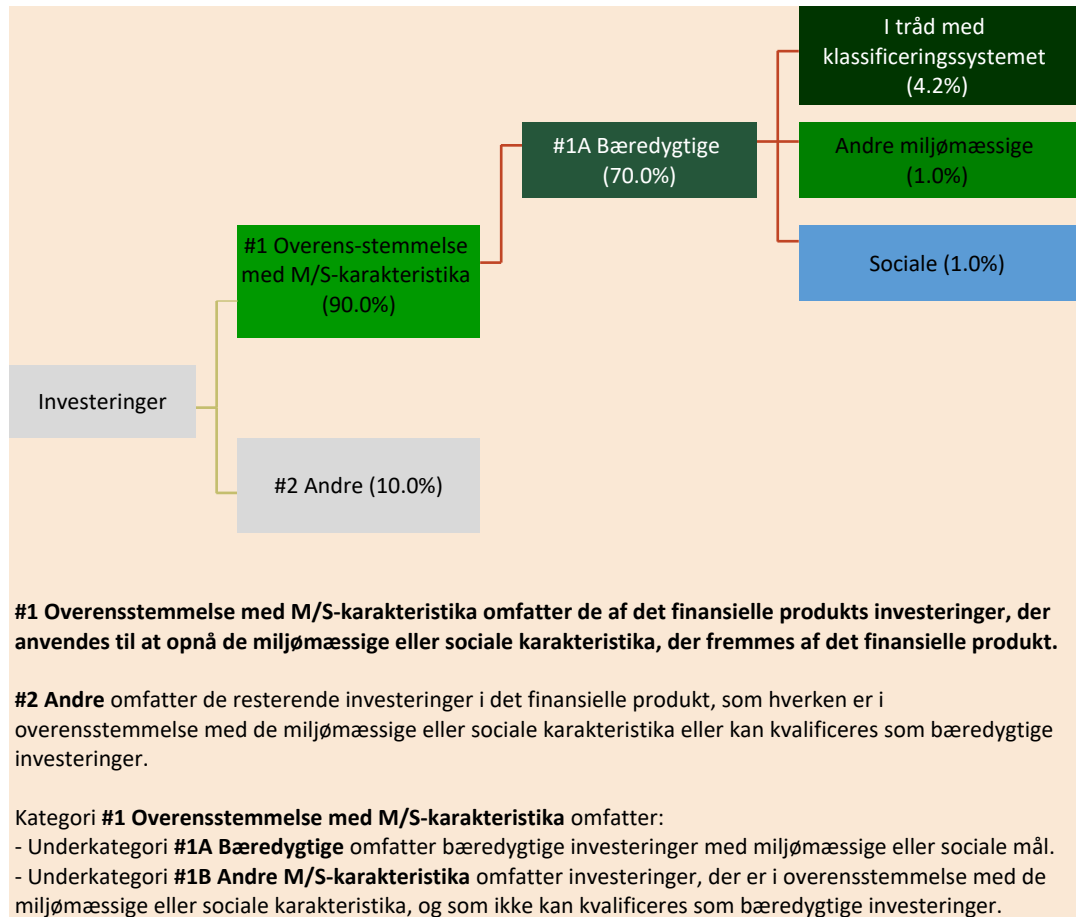 I tråd med
klassificeringssystemet
(4.2%)
#1A Bæredygtige
(70.0%)
Andre miljømæssige
(1.0%)
#1 Overens-stemmelse
med M/S-karakteristika
(90.0%)
Sociale (1.0%)
Investeringer
#2 Andre (10.0%)
#1 Overensstemmelse med M/S-karakteristika omfatter de af det finansielle produkts investeringer, der
anvendes til at opnå de miljømæssige eller sociale karakteristika, der fremmes af det finansielle produkt.
#2 Andre omfatter de resterende investeringer i det finansielle produkt, som hverken er i
overensstemmelse med de miljømæssige eller sociale karakteristika eller kan kvalificeres som bæredygtige
investeringer.
Kategori #1 Overensstemmelse med M/S-karakteristika omfatter:
- Underkategori #1A Bæredygtige omfatter bæredygtige investeringer med miljømæssige eller sociale mål.
- Underkategori #1B Andre M/S-karakteristika omfatter investeringer, der er i overensstemmelse med de
miljømæssige eller sociale karakteristika, og som ikke kan kvalificeres som bæredygtige investeringer.